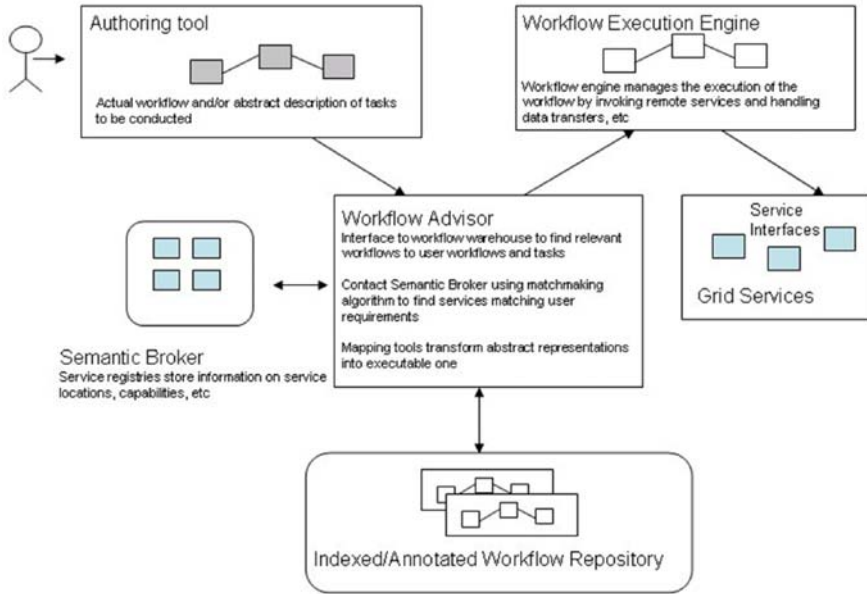 Authoring tool
Actual workflow and/or abstract description of tasks
to be conducted
Workflow Execution Engine
Workflow engine manages the execution of the
workflow by invoking remote services and handling
data transfers, etc
Workflow Advisor
Interface to workflow warehouse to find relevant
workflows to user workflows and tasks
Contact Semantic Broker using matchmaking
algorithm to find services matching user
requirements
Mapping tools transform abstract representations
into executable one
Service
Interfaces
Grid Services
Semantic Broker
Service registries store information on service
locations, capabilities, etc
Indexed/Annotated Workflow Repository